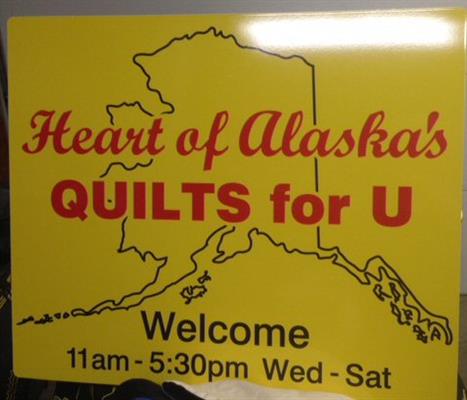 Heart of Alaska's
QUILTS for U
Welcome
11am - 5:30pm Wed - Sat